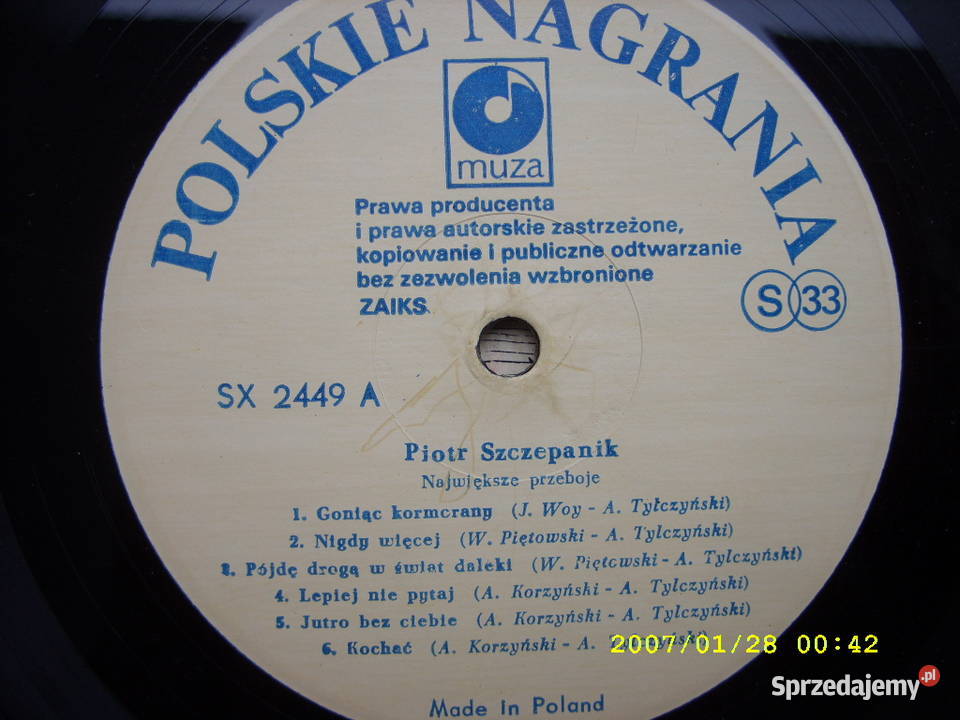 POLSKIE NAGRANIA
muza
Prawa producenta
i prawa autorskie zastrzeżone,
kopiowanie i publiczne odtwarzanie
bez zezwolenia wzbronione
ZAIKS
S 33
SX 2449 A
Piotr Szczepanik
Największe przeboje
1. Goniąc kormorany (J. Woy - A. Tylczyński)
2. Nigdy więcej (W. Piętowski - A. Tylczyński)
3. Pójdę drogą w świat daleki (W. Piętowski - A. Tylczyński)
4. Lepiej nie pytaj (A. Korzyński - A. Tylczyński)
5. Jutro bez ciebie (A. Korzyński - A. Tylczyński)
6. Kochać (A. Korzyński - A. Tylczyński)
2007/01/28 00:42
Made In Poland
Sprzedajemy.pl